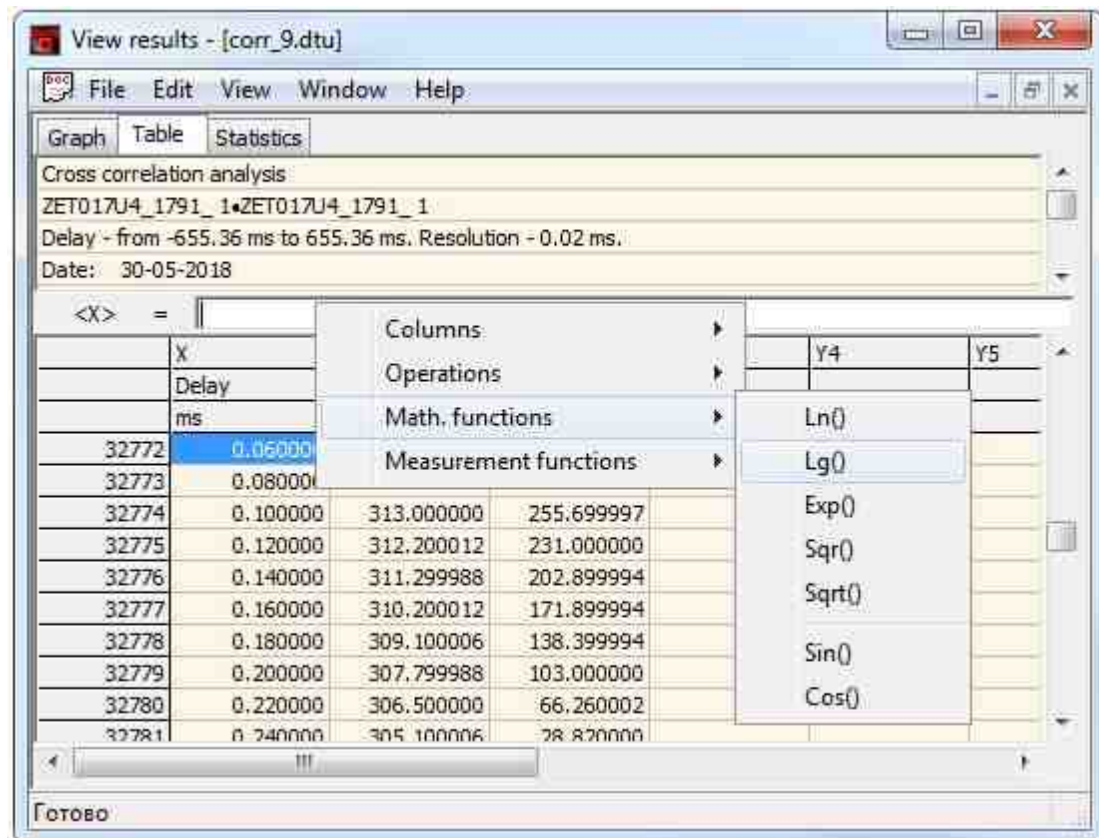 View results - [corr_9.dtu]
File Edit View Window Help
Graph Table Statistics
Cross correlation analysis
ZET017U4_1791_ 1•ZET017U4_1791_ 1
Delay - from -655.36 ms to 655.36 ms. Resolution - 0.02 ms.
Date: 30-05-2018
<X> =
Columns
Operations
Math. functions
Measurement functions
Ln()
Lg()
Exp()
Sqr()
Sqrt()
Sin()
Cos()
X Y4 Y5
Delay
ms
32772 0.06000
32773 0.08000
32774 0.100000 313.000000 255.699997
32775 0.120000 312.200012 231.000000
32776 0.140000 311.299988 202.899994
32777 0.160000 310.200012 171.899994
32778 0.180000 309.100006 138.399994
32779 0.200000 307.799988 103.000000
32780 0.220000 306.500000 66.260002
32781 0.240000 305.100006 28.820000
Готово